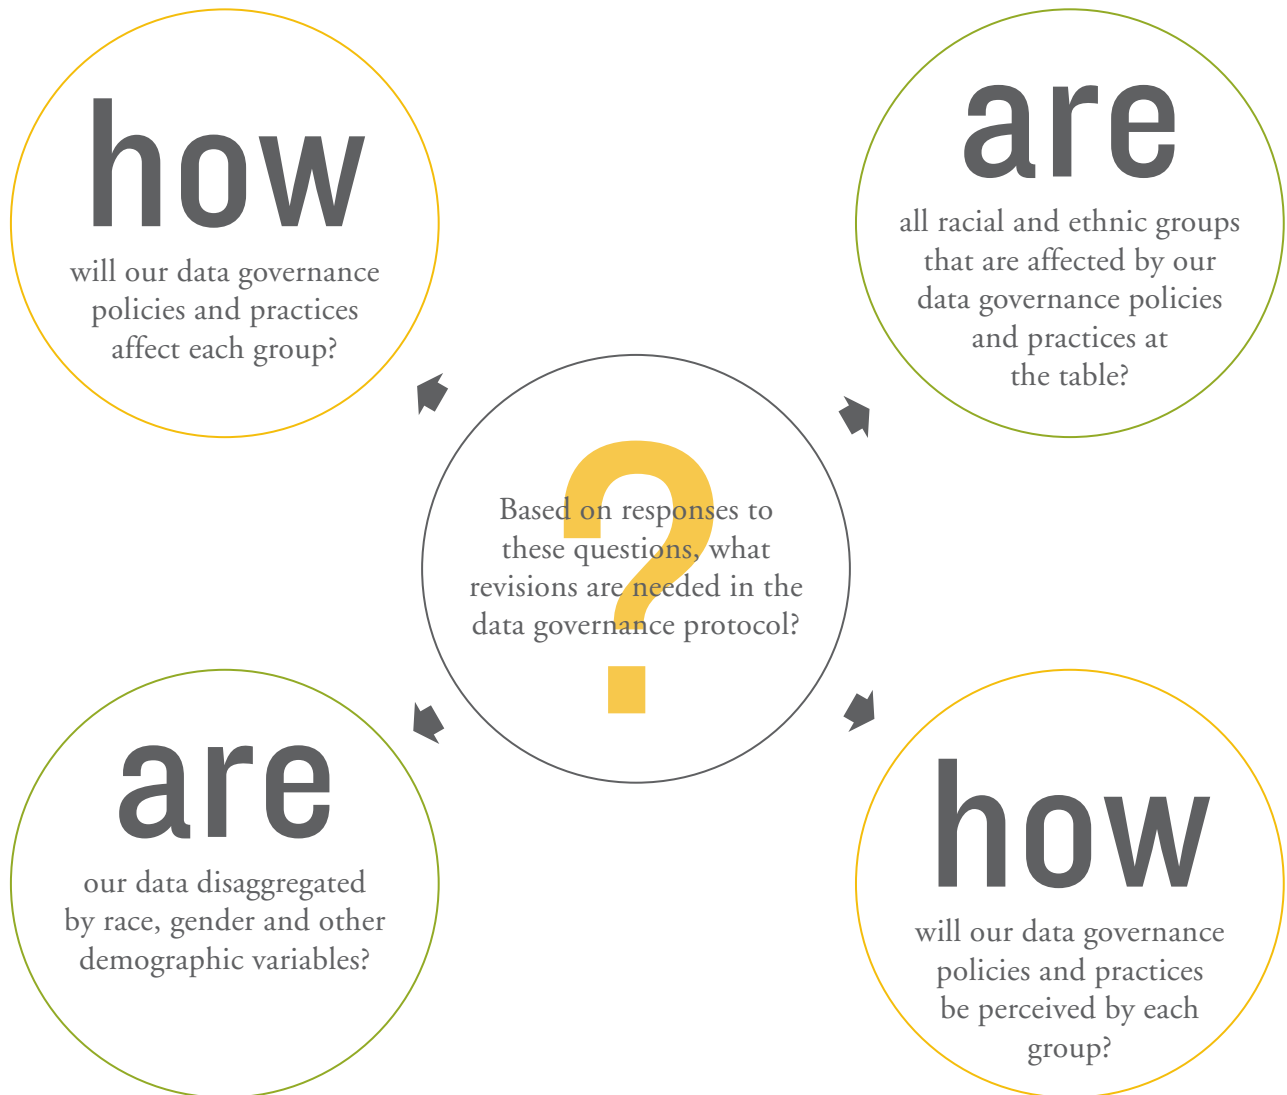 how
will our data governance
policies and practices
affect each group?
are
all racial and ethnic groups
that are affected by our
data governance policies
and practices at
the table?
?
Based on responses to
these questions, what
revisions are needed in the
data governance protocol?
are
our data disaggregated
by race, gender and other
demographic variables?
how
will our data governance
policies and practices
be perceived by each
group?